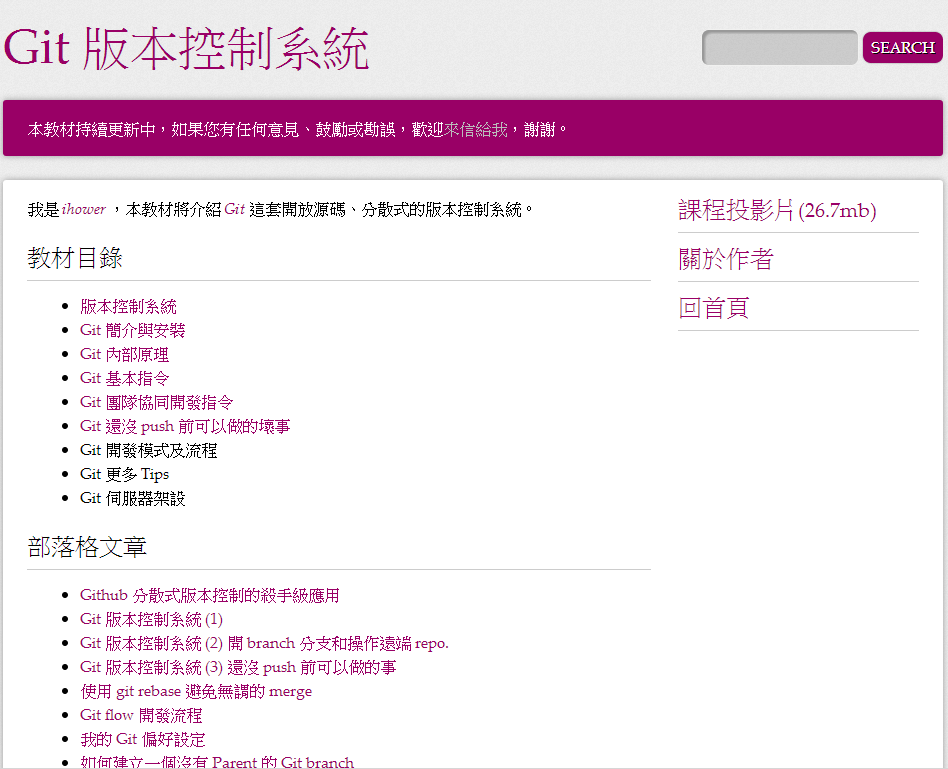 Git 版本控制系統
SEARCH
本教材持續更新中，如果您有任何意見、鼓勵或勘誤，歡迎來信給我，謝謝。
我是 ihower ，本教材將介紹 Git 這套開放源碼、分散式的版本控制系統。
教材目錄
版本控制系統
Git 簡介與安裝
Git 內部原理
Git 基本指令
Git 團隊協同開發指令
Git 還沒 push 前可以做的壞事
Git 開發模式及流程
Git 更多 Tips
Git 伺服器架設
部落格文章
Github 分散式版本控制的殺手級應用
Git 版本控制系統 (1)
Git 版本控制系統 (2) 開 branch 分支和操作遠端 repo.
Git 版本控制系統 (3) 還沒 push 前可以做的事
使用 git rebase 避免無謂的 merge
Git flow 開發流程
我的 Git 偏好設定
如何建立一個沒有 Parent 的 Git branch
課程投影片 (26.7mb)
關於作者
回首頁